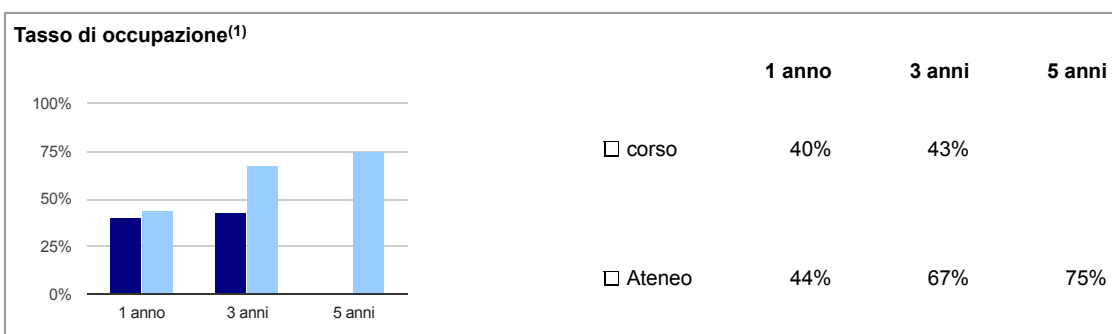 Tasso di occupazione(1)
1 anno 3 anni 5 anni
100%
75%
50%
25%
0%
1 anno 3 anni 5 anni
corso 40% 43%
Ateneo 44% 67% 75%